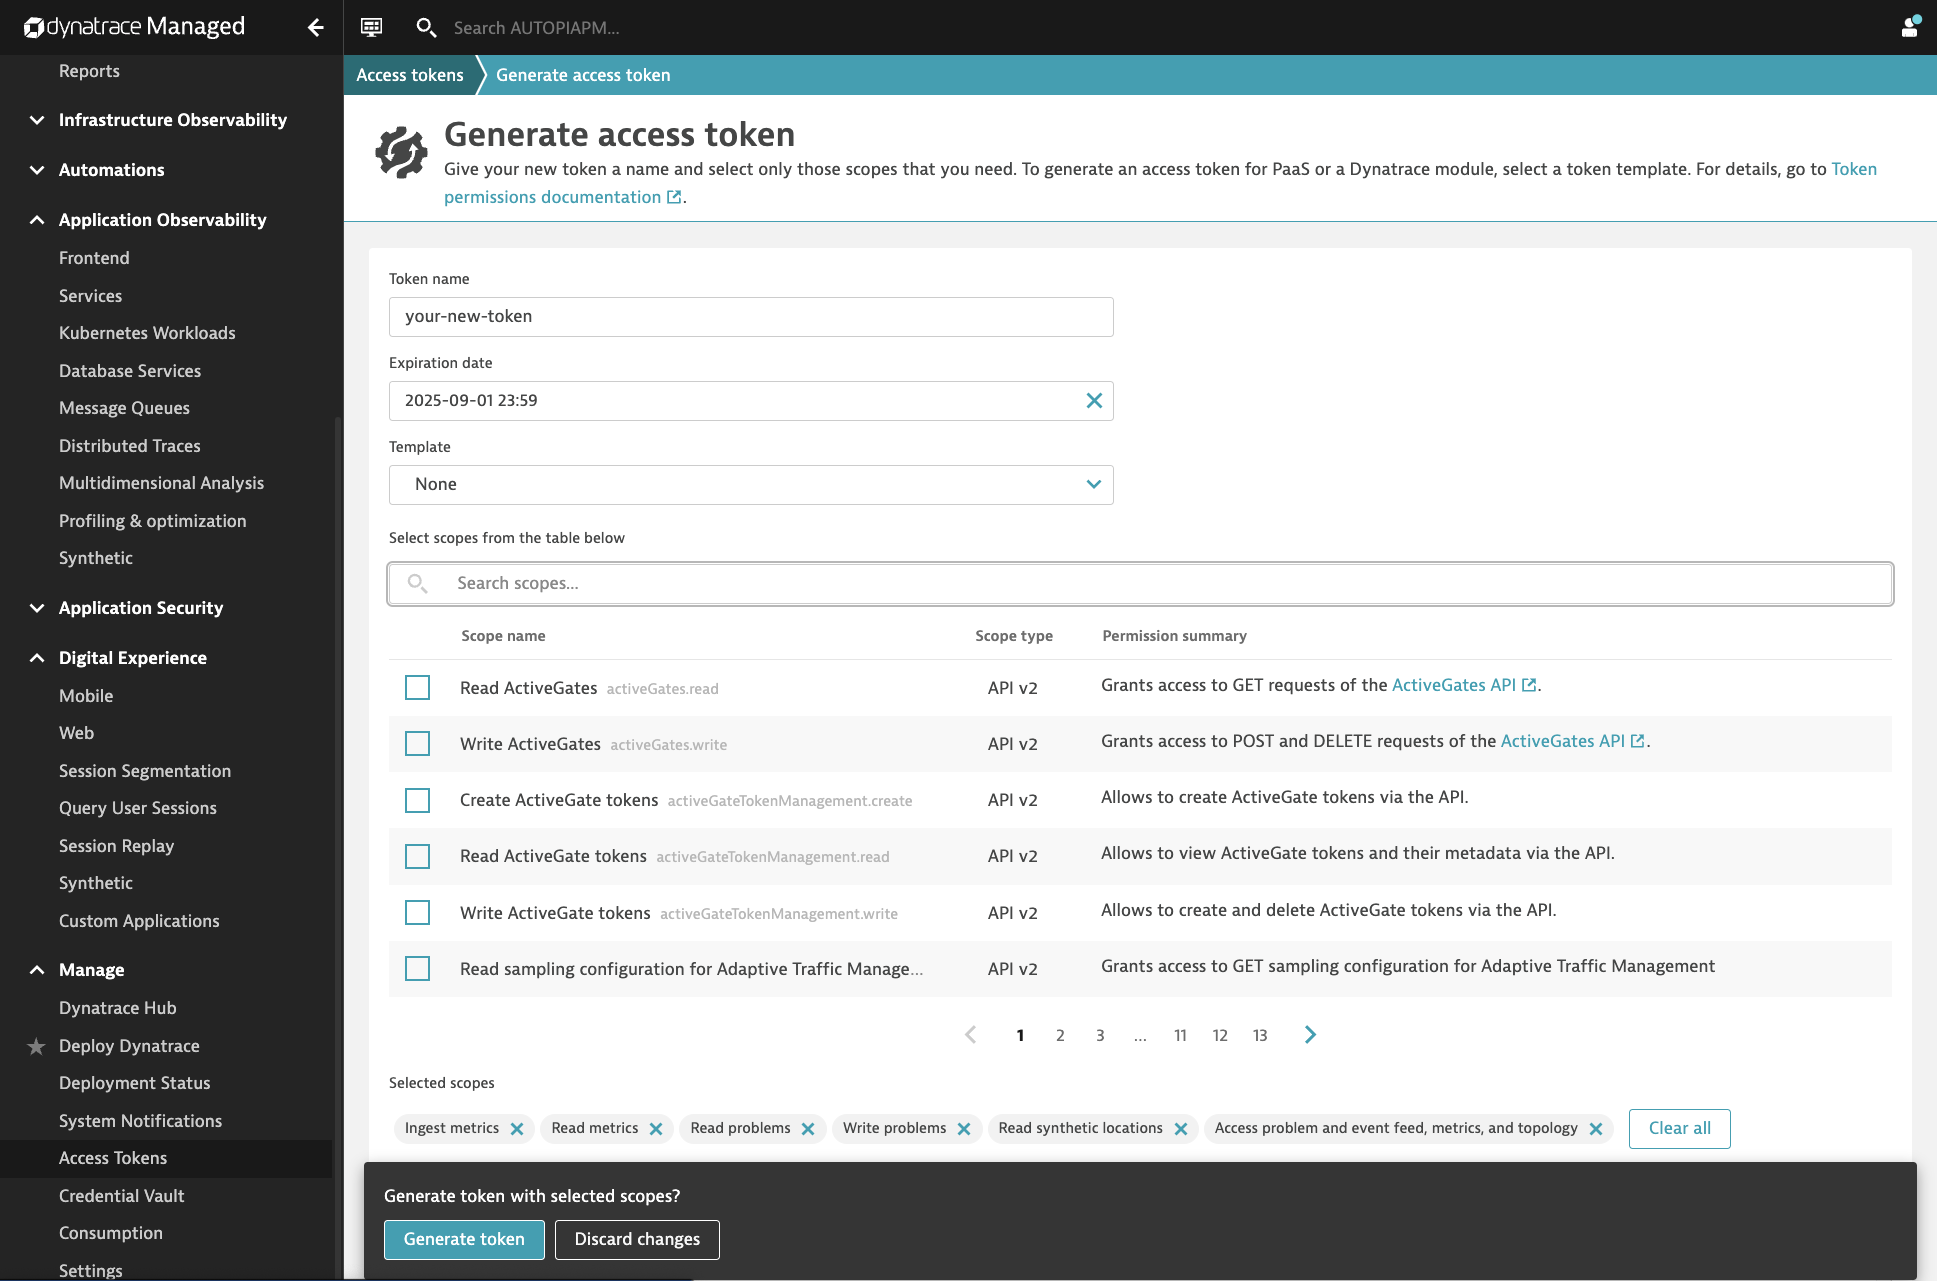 dynatrace Managed
Search AUTOPIAPM...
Reports
Infrastructure Observability
Automations
Application Observability
Frontend
Services
Kubernetes Workloads
Database Services
Message Queues
Distributed Traces
Multidimensional Analysis
Profiling & optimization
Synthetic
Application Security
Digital Experience
Mobile
Web
Session Segmentation
Query User Sessions
Session Replay
Synthetic
Custom Applications
Manage
Dynatrace Hub
Deploy Dynatrace
Deployment Status
System Notifications
Access Tokens
Credential Vault
Consumption
Settings
Access tokens Generate access token
Generate access token
Give your new token a name and select only those scopes that you need. To generate an access token for PaaS or a Dynatrace module, select a token template. For details, go to Token
permissions documentation.
Token name
your-new-token
Expiration date
2025-09-01 23:59
Template
None
Select scopes from the table below
Search scopes...
Scope name Scope type Permission summary
Read ActiveGates activeGates.read API v2 Grants access to GET requests of the ActiveGates API.
Write ActiveGates activeGates.write API v2 Grants access to POST and DELETE requests of the ActiveGates API.
Create ActiveGate tokens activeGateTokenManagement.create API v2 Allows to create ActiveGate tokens via the API.
Read ActiveGate tokens activeGateTokenManagement.read API v2 Allows to view ActiveGate tokens and their metadata via the API.
Write ActiveGate tokens activeGateTokenManagement.write API v2 Allows to create and delete ActiveGate tokens via the API.
Read sampling configuration for Adaptive Traffic Manage... API v2 Grants access to GET sampling configuration for Adaptive Traffic Management
1 2 3 ... 11 12 13
Selected scopes
Ingest metrics Read metrics Read problems Write problems Read synthetic locations Access problem and event feed, metrics, and topology Clear all
Generate token with selected scopes?
Generate token Discard changes